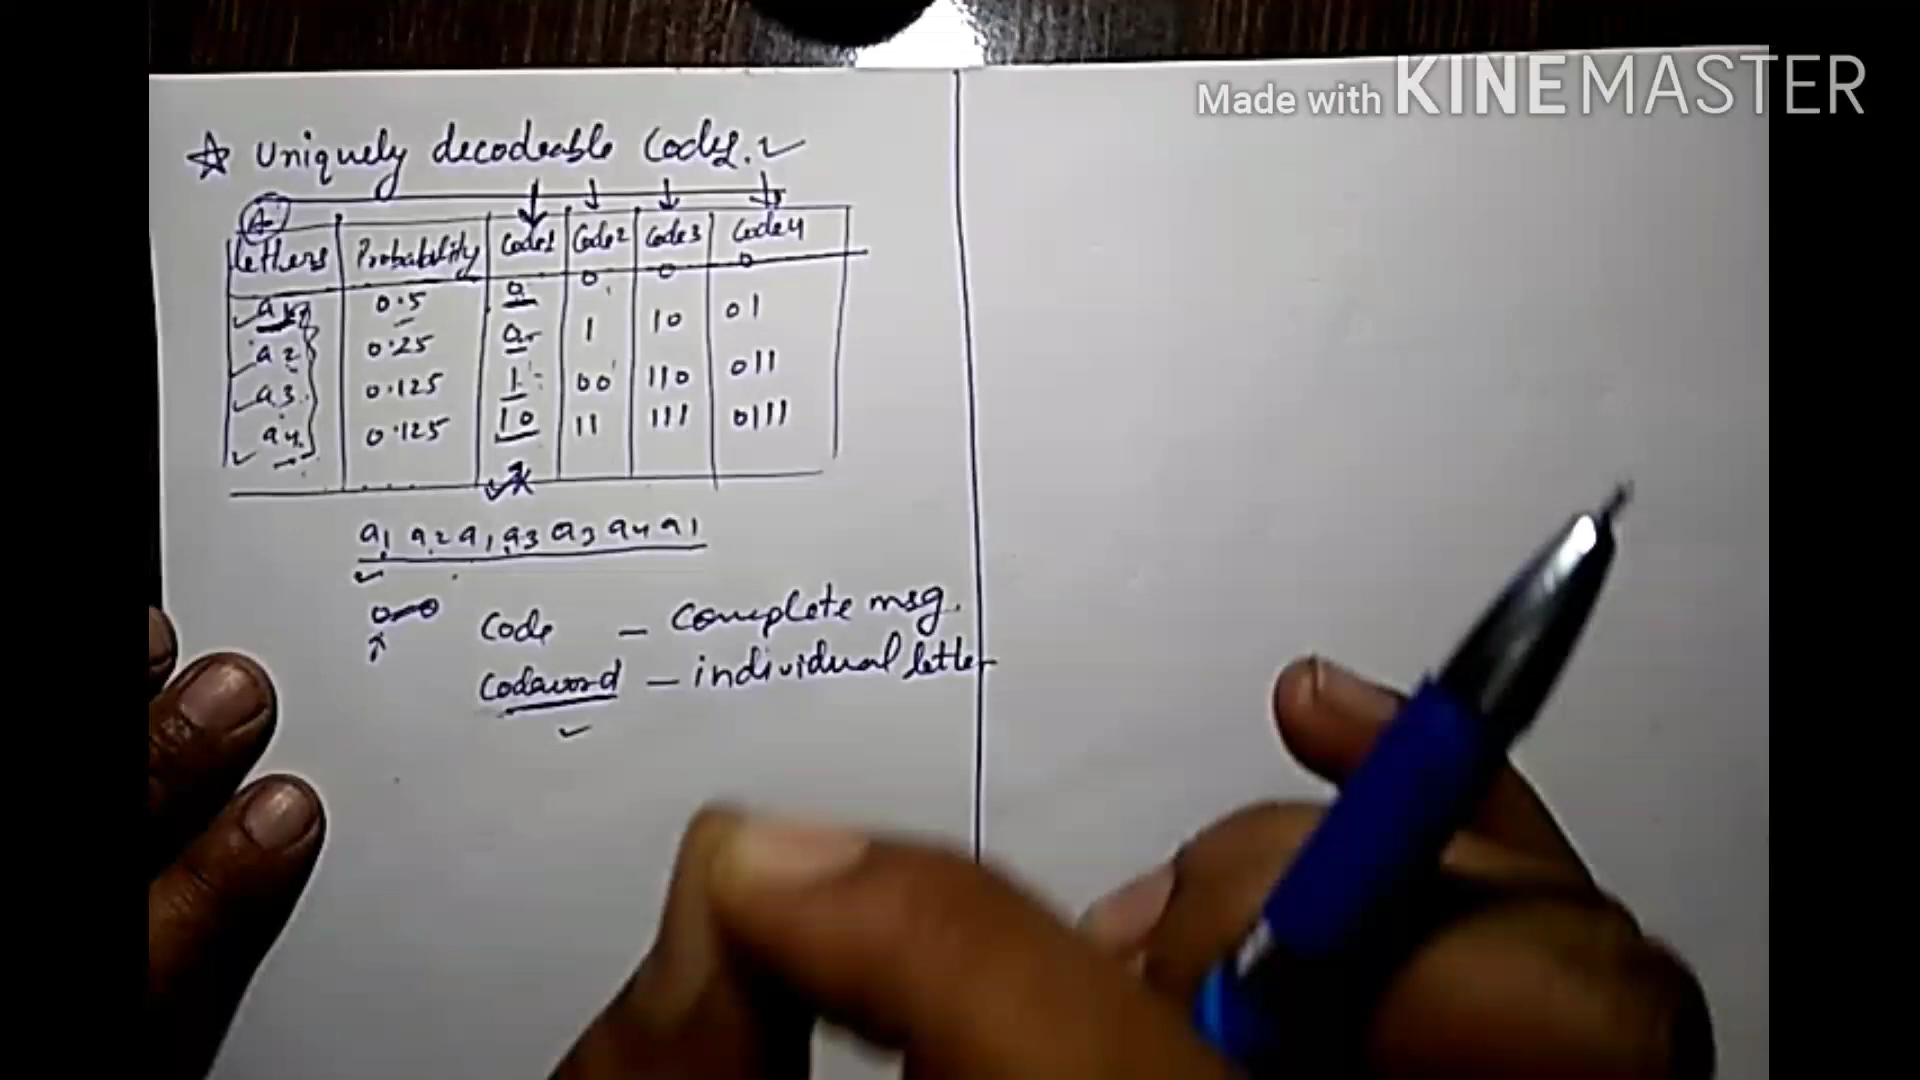 Made with KINEMASTER
☆ Uniquely decodeable Codes.
A
letters Probability Code1 Code2 Code3 Code4
a1 0.5 0 0 0 0
a2 0.25 0 1 10 01
a3 0.125 1 00 110 011
a4 0.125 10 11 111 0111
a1 a2 a1 a3 a3 a4 a1
Code – Complete msg.
Codeword – individual letter